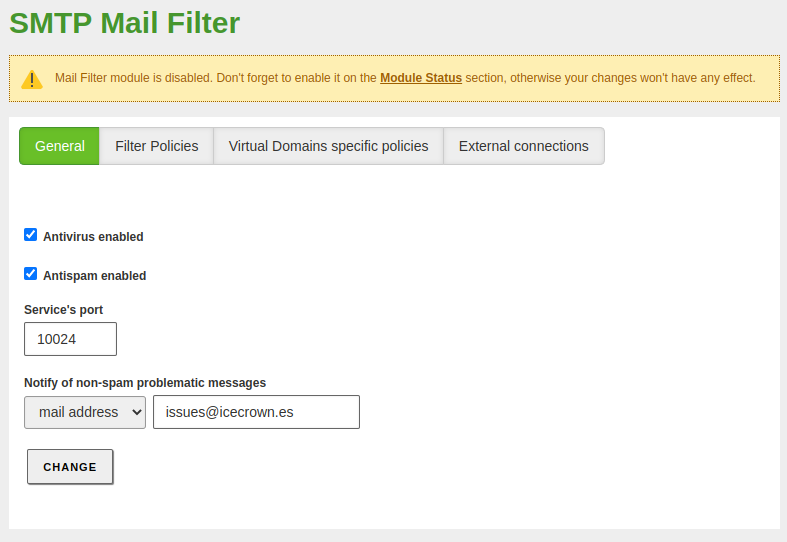 SMTP Mail Filter
Mail Filter module is disabled. Don't forget to enable it on the Module Status section, otherwise your changes won't have any effect.
General Filter Policies Virtual Domains specific policies External connections
Antivirus enabled
Antispam enabled
Service's port
10024
Notify of non-spam problematic messages
mail address issues@icecrown.es
CHANGE